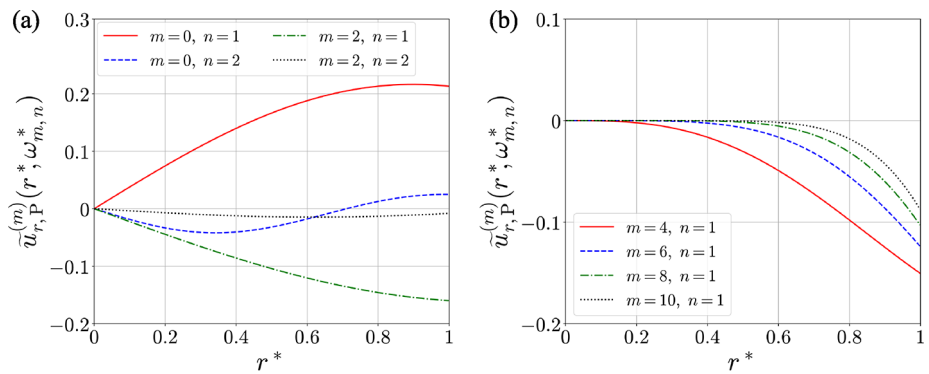 (a)
0.3
0.2
0.1
0
−0.1
−0.2
ũ_{r,P}^{(m)}(r*, ω*_{m,n})
m = 0, n = 1
m = 0, n = 2
m = 2, n = 1
m = 2, n = 2
0 0.2 0.4 0.6 0.8 1
r*
(b)
0.1
0
−0.1
−0.2
ũ_{r,P}^{(m)}(r*, ω*_{m,n})
m = 4, n = 1
m = 6, n = 1
m = 8, n = 1
m = 10, n = 1
0 0.2 0.4 0.6 0.8 1
r*